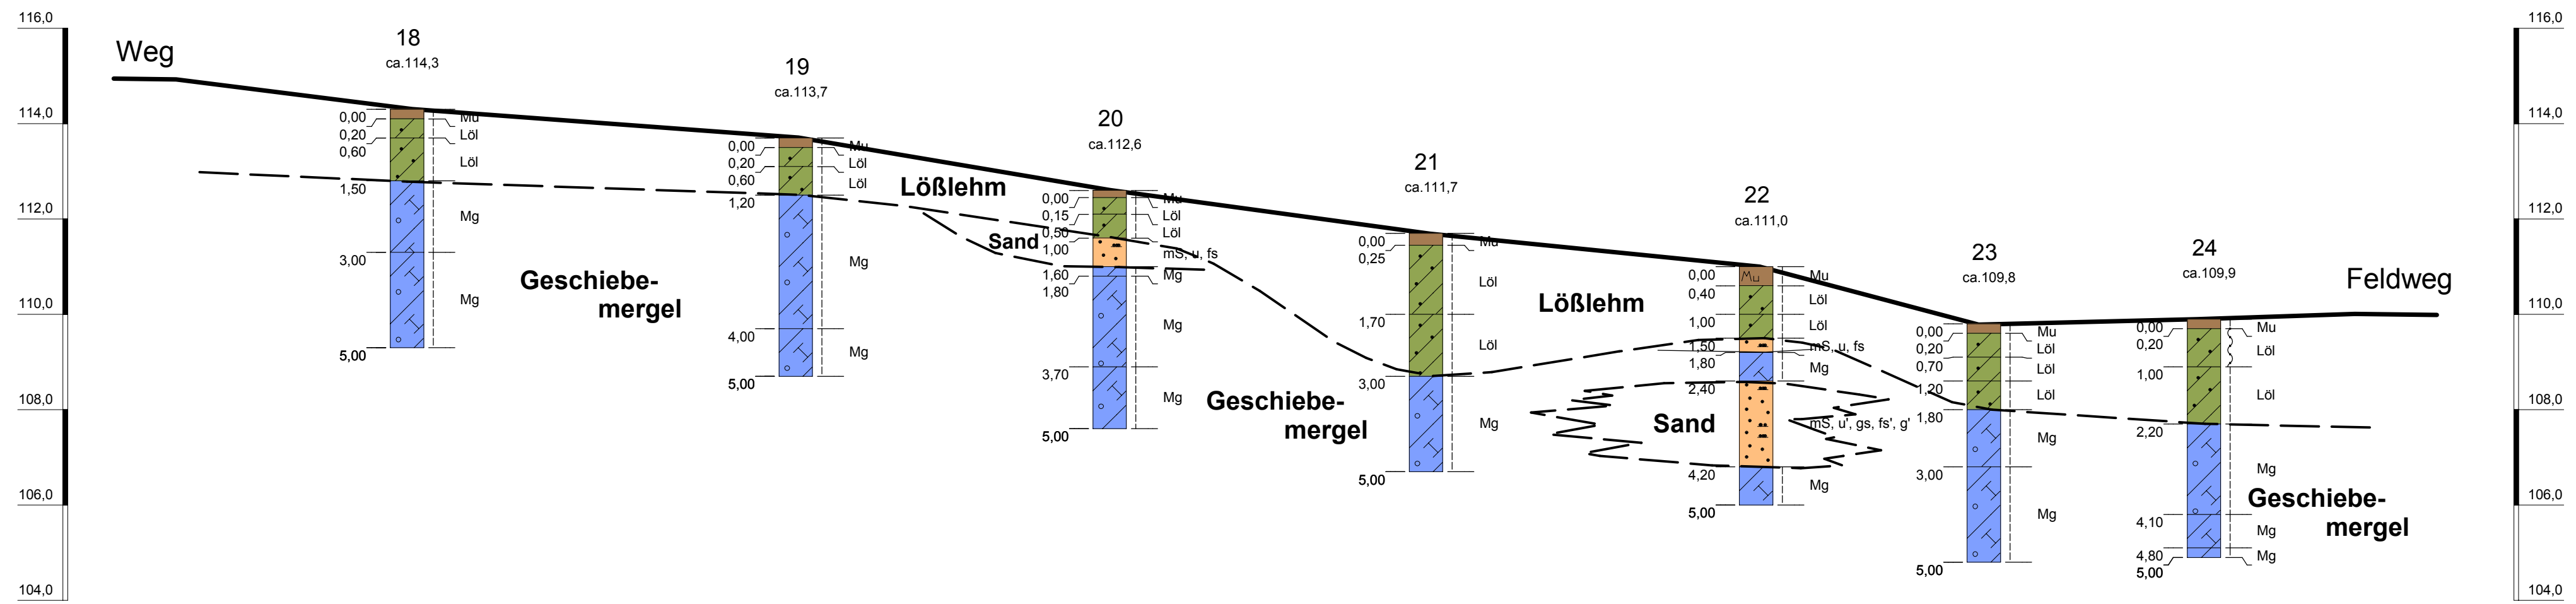 116,0
114,0
112,0
110,0
108,0
106,0
104,0
Weg
18
ca.114,3
0,00
0,20
0,60
1,50
3,00
5,00
Mu
Löl
Löl
Mg
Mg
Geschiebe-
mergel
19
ca.113,7
0,00
0,20
0,60
1,20
4,00
5,00
Mu
Löl
Löl
Mg
Mg
Lößlehm
Sand
20
ca.112,6
0,00
0,15
0,50
1,00
1,60
1,80
3,70
5,00
Mu
Löl
Löl
mS, u, fs
Mg
Mg
Mg
Geschiebe-
mergel
21
ca.111,7
0,00
0,25
1,70
3,00
5,00
Mu
Löl
Löl
Mg
Lößlehm
Sand
22
ca.111,0
0,00
0,40
1,00
1,50
1,80
2,40
4,20
5,00
Mu
Mu
Löl
Löl
mS, u, fs
Mg
mS, u', gs, fs', g'
Mg
23
ca.109,8
0,00
0,20
0,70
1,20
1,80
3,00
5,00
Mu
Löl
Löl
Löl
Mg
Mg
24
ca.109,9
0,00
0,20
1,00
2,20
4,10
4,80
5,00
Mu
Löl
Löl
Mg
Mg
Mg
Geschiebe-
mergel
Feldweg
116,0
114,0
112,0
110,0
108,0
106,0
104,0